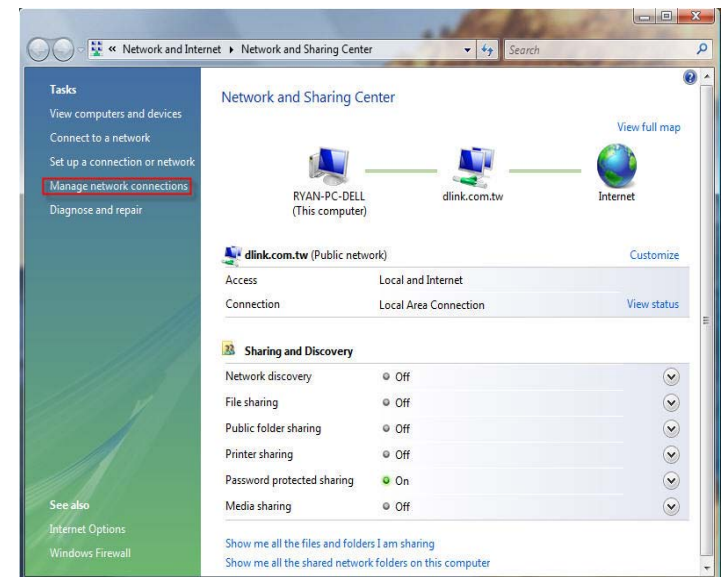 « Network and Internet ▸ Network and Sharing Center
Search
Tasks
View computers and devices
Connect to a network
Set up a connection or network
Manage network connections
Diagnose and repair
See also
Internet Options
Windows Firewall
Network and Sharing Center
View full map
RYAN-PC-DELL
(This computer)
dlink.com.tw
Internet
dlink.com.tw (Public network)
Customize
Access Local and Internet
Connection Local Area Connection View status
Sharing and Discovery
Network discovery Off
File sharing Off
Public folder sharing Off
Printer sharing Off
Password protected sharing On
Media sharing Off
Show me all the files and folders I am sharing
Show me all the shared network folders on this computer